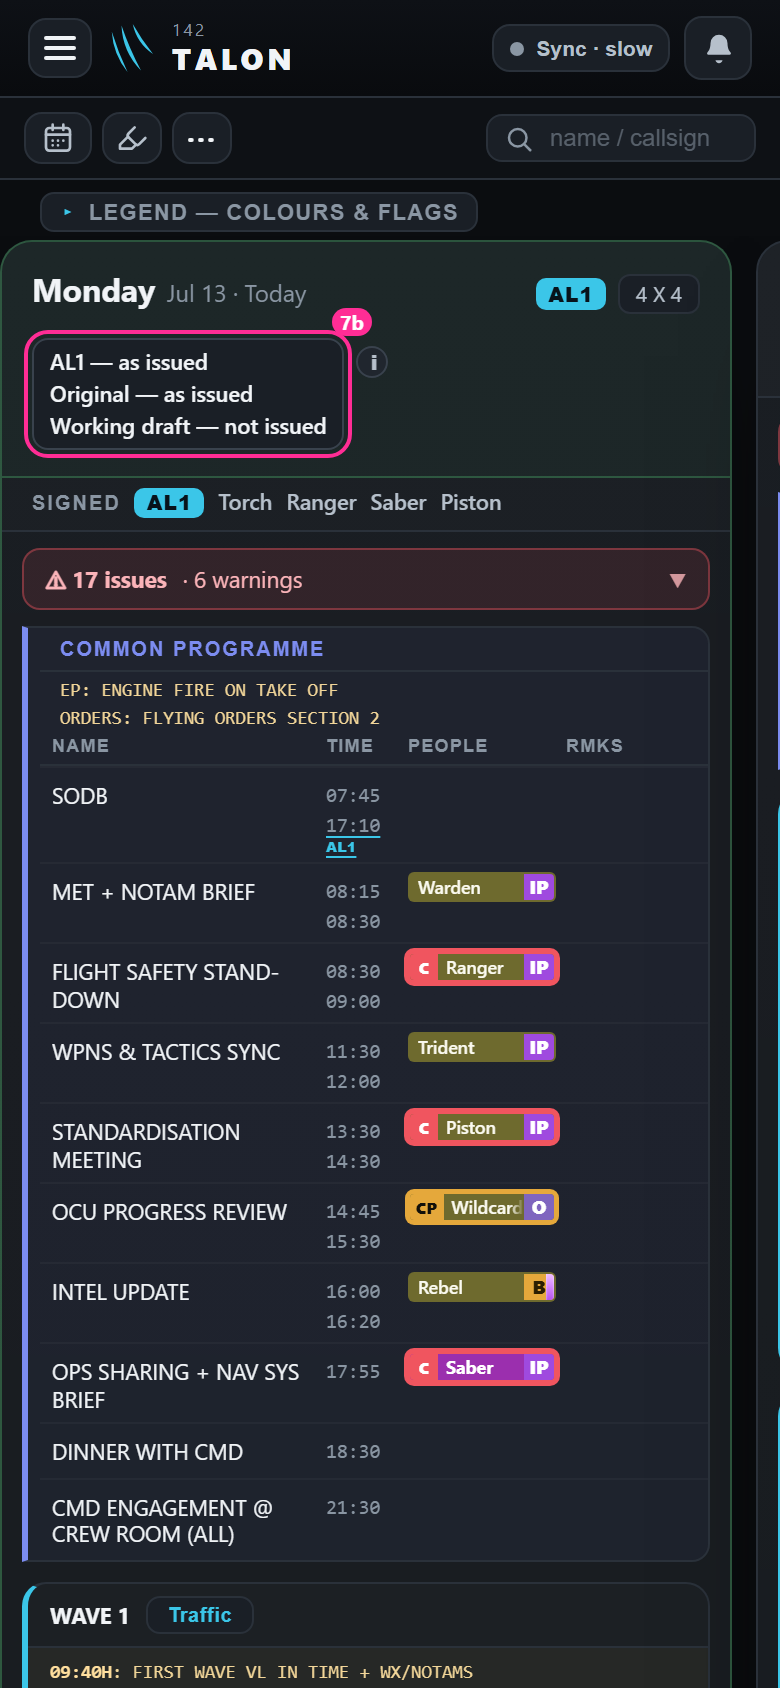 142
TALON
Sync · slow
name / callsign
LEGEND — COLOURS & FLAGS
Monday Jul 13 · Today
AL1
4 X 4
7b
AL1 — as issued
i
Original — as issued
Working draft — not issued
SIGNED AL1 Torch Ranger Saber Piston
17 issues · 6 warnings
COMMON PROGRAMME
EP: ENGINE FIRE ON TAKE OFF
ORDERS: FLYING ORDERS SECTION 2
NAME TIME PEOPLE RMKS
SODB 07:45
17:10
AL1
MET + NOTAM BRIEF 08:15 Warden IP
08:30
FLIGHT SAFETY STAND- 08:30 C Ranger IP
DOWN 09:00
WPNS & TACTICS SYNC 11:30 Trident IP
12:00
STANDARDISATION 13:30 C Piston IP
MEETING 14:30
OCU PROGRESS REVIEW 14:45 CP Wildcard O
15:30
INTEL UPDATE 16:00 Rebel B
16:20
OPS SHARING + NAV SYS 17:55 C Saber IP
BRIEF
DINNER WITH CMD 18:30
CMD ENGAGEMENT @ 21:30
CREW ROOM (ALL)
WAVE 1 Traffic
09:40H: FIRST WAVE VL IN TIME + WX/NOTAMS